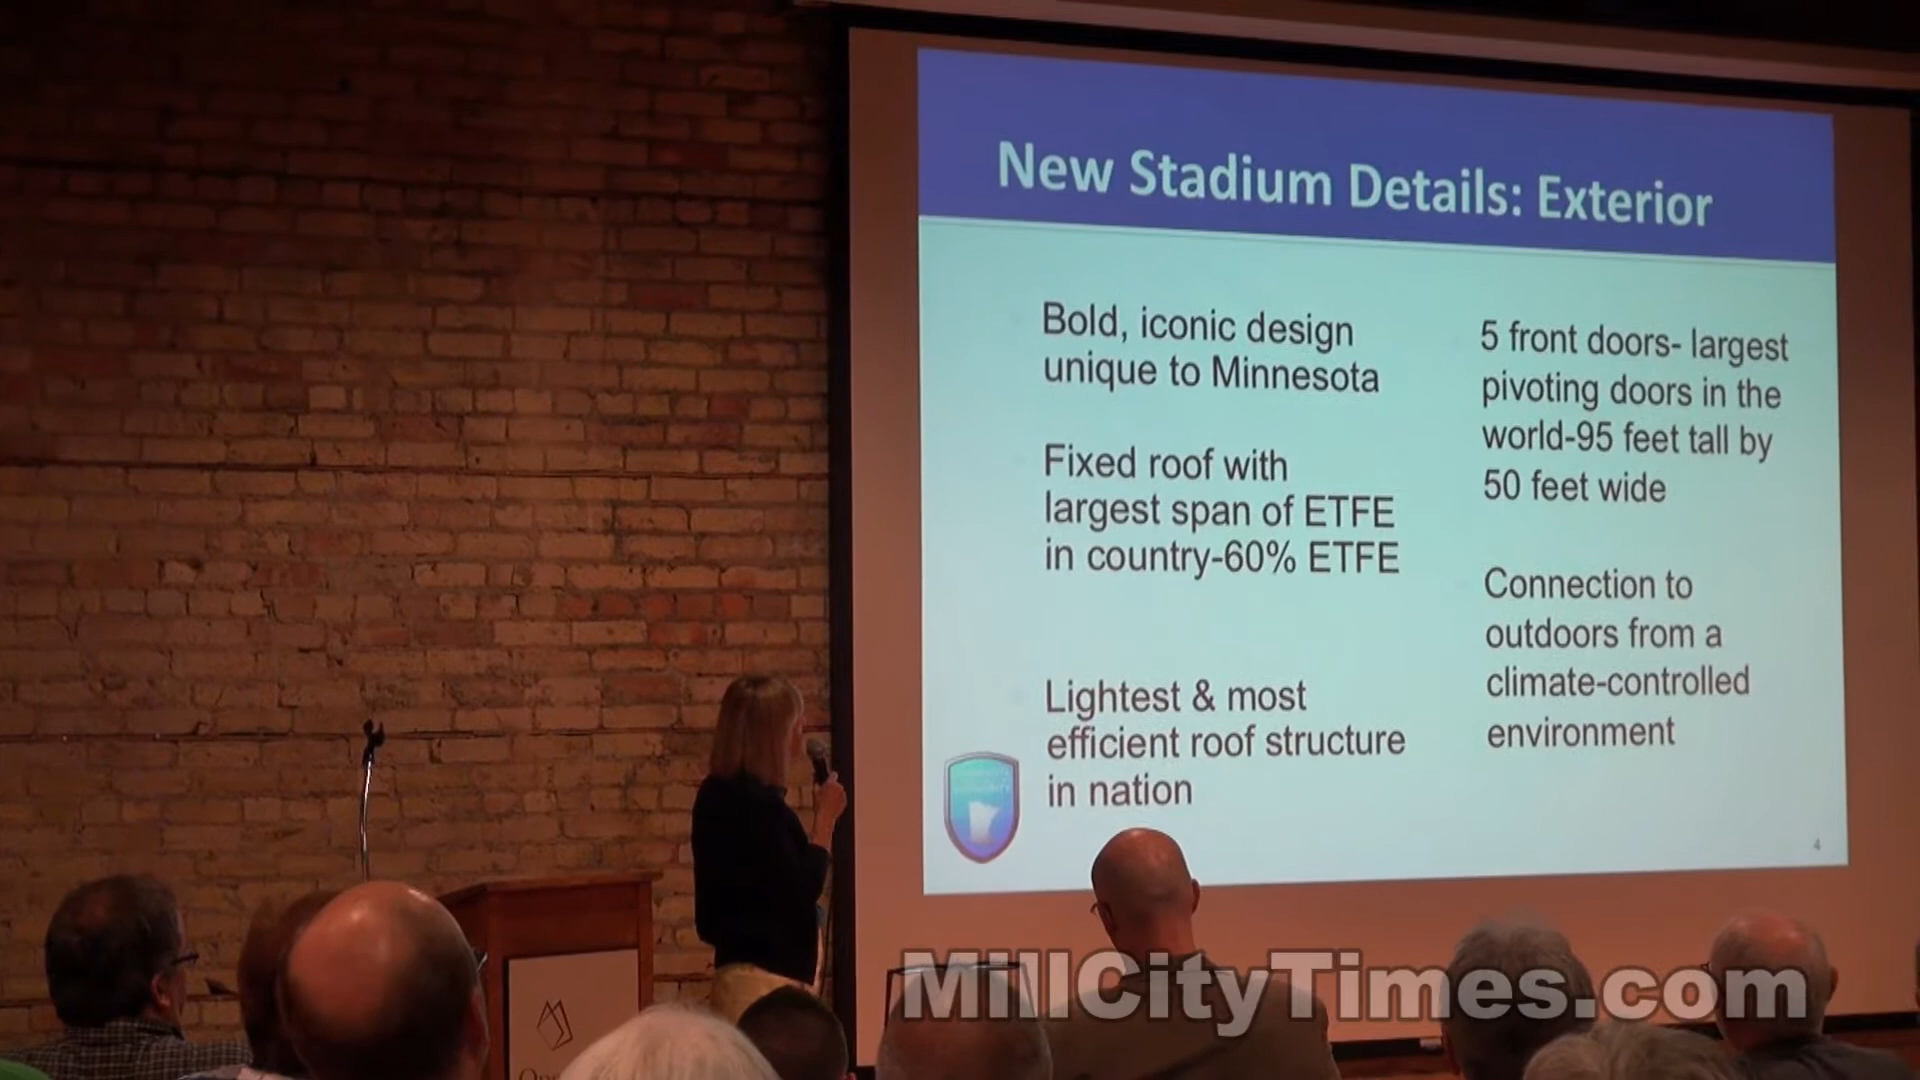 New Stadium Details: Exterior
Bold, iconic design
unique to Minnesota
Fixed roof with
largest span of ETFE
in country-60% ETFE
Lightest & most
efficient roof structure
in nation
5 front doors- largest
pivoting doors in the
world-95 feet tall by
50 feet wide
Connection to
outdoors from a
climate-controlled
environment
4
MillCityTimes.com